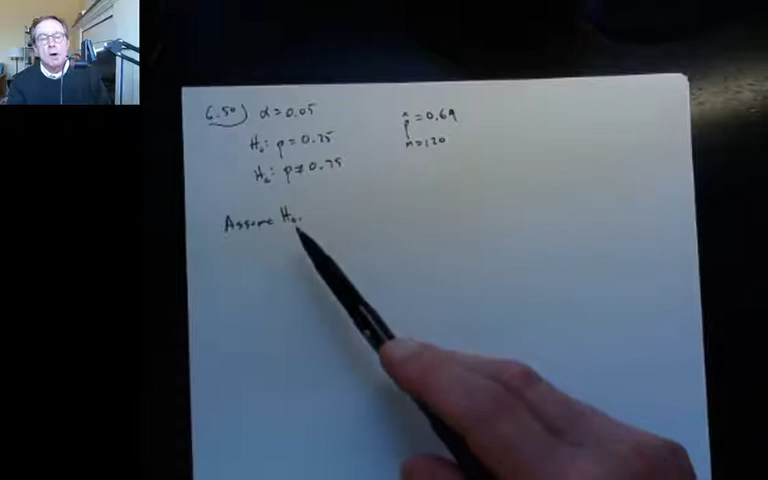 6.50) α=0.05
p̂=0.69
n=120
H₀: p=0.75
Hₐ: p≠0.75
Assume H₀.